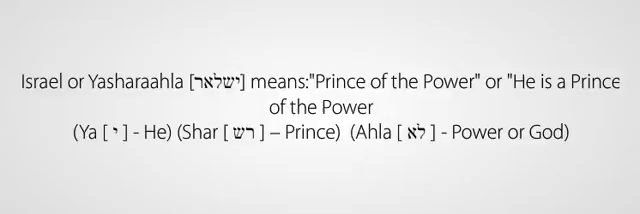 Israel or Yasharaahla [ישלאר] means:"Prince of the Power" or "He is a Prince
of the Power
(Ya [ י ] - He) (Shar [ שר ] – Prince) (Ahla [ לא ] - Power or God)